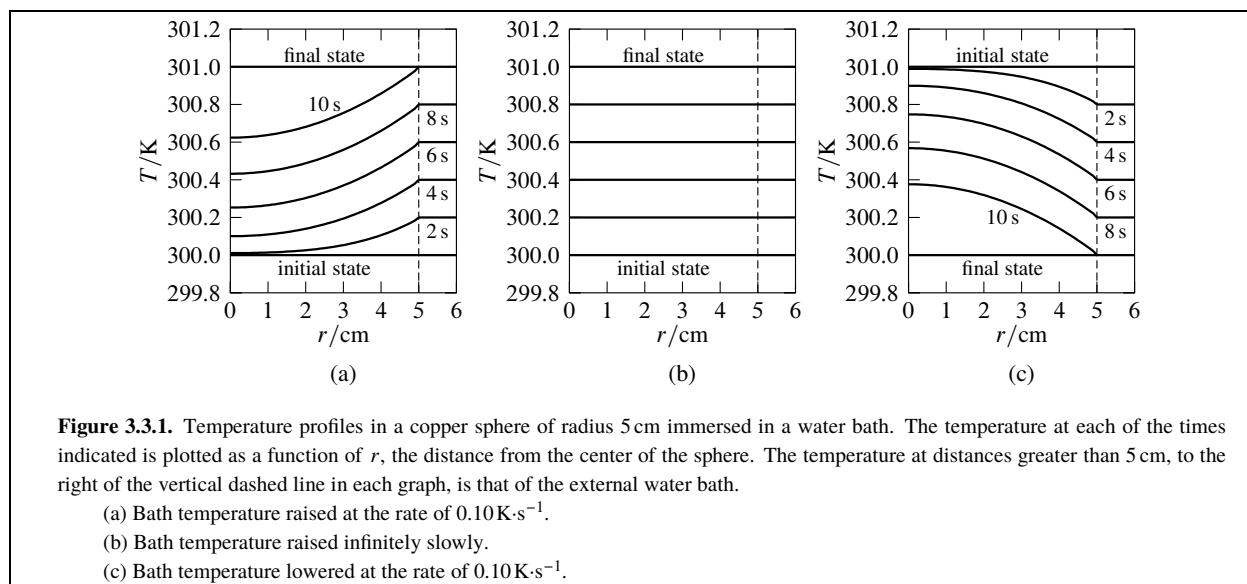 301.2
301.0
300.8
300.6
300.4
300.2
300.0
299.8
T/K
final state
10 s
8 s
6 s
4 s
2 s
initial state
0 1 2 3 4 5 6
r/cm
(a)
301.2
301.0
300.8
300.6
300.4
300.2
300.0
299.8
T/K
final state
initial state
0 1 2 3 4 5 6
r/cm
(b)
301.2
301.0
300.8
300.6
300.4
300.2
300.0
299.8
T/K
initial state
2 s
4 s
6 s
10 s
8 s
final state
0 1 2 3 4 5 6
r/cm
(c)
Figure 3.3.1. Temperature profiles in a copper sphere of radius 5 cm immersed in a water bath. The temperature at each of the times
indicated is plotted as a function of r, the distance from the center of the sphere. The temperature at distances greater than 5 cm, to the
right of the vertical dashed line in each graph, is that of the external water bath.
(a) Bath temperature raised at the rate of 0.10 K·s⁻¹.
(b) Bath temperature raised infinitely slowly.
(c) Bath temperature lowered at the rate of 0.10 K·s⁻¹.